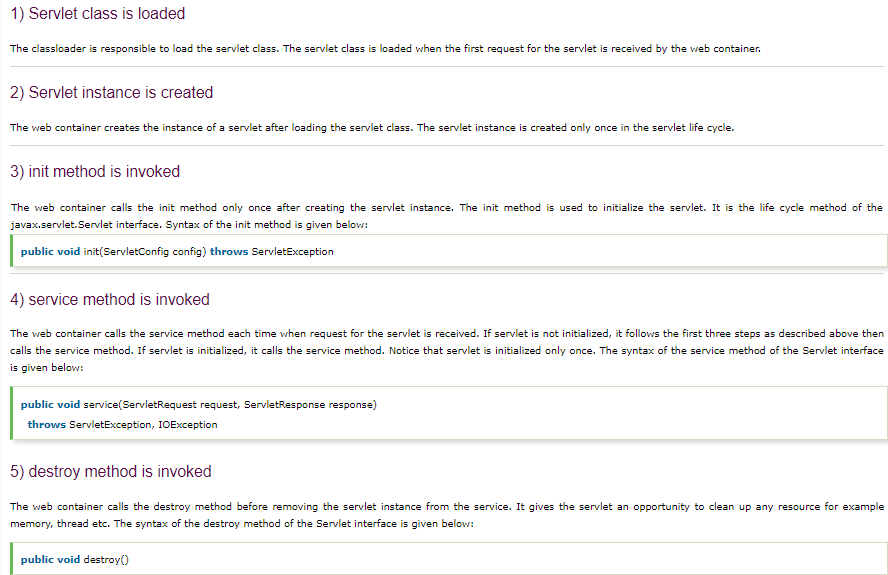 1) Servlet class is loaded
The classloader is responsible to load the servlet class. The servlet class is loaded when the first request for the servlet is received by the web container.
2) Servlet instance is created
The web container creates the instance of a servlet after loading the servlet class. The servlet instance is created only once in the servlet life cycle.
3) init method is invoked
The web container calls the init method only once after creating the servlet instance. The init method is used to initialize the servlet. It is the life cycle method of the
javax.servlet.Servlet interface. Syntax of the init method is given below:
public void init(ServletConfig config) throws ServletException
4) service method is invoked
The web container calls the service method each time when request for the servlet is received. If servlet is not initialized, it follows the first three steps as described above then
calls the service method. If servlet is initialized, it calls the service method. Notice that servlet is initialized only once. The syntax of the service method of the Servlet interface
is given below:
public void service(ServletRequest request, ServletResponse response)
throws ServletException, IOException
5) destroy method is invoked
The web container calls the destroy method before removing the servlet instance from the service. It gives the servlet an opportunity to clean up any resource for example
memory, thread etc. The syntax of the destroy method of the Servlet interface is given below:
public void destroy()